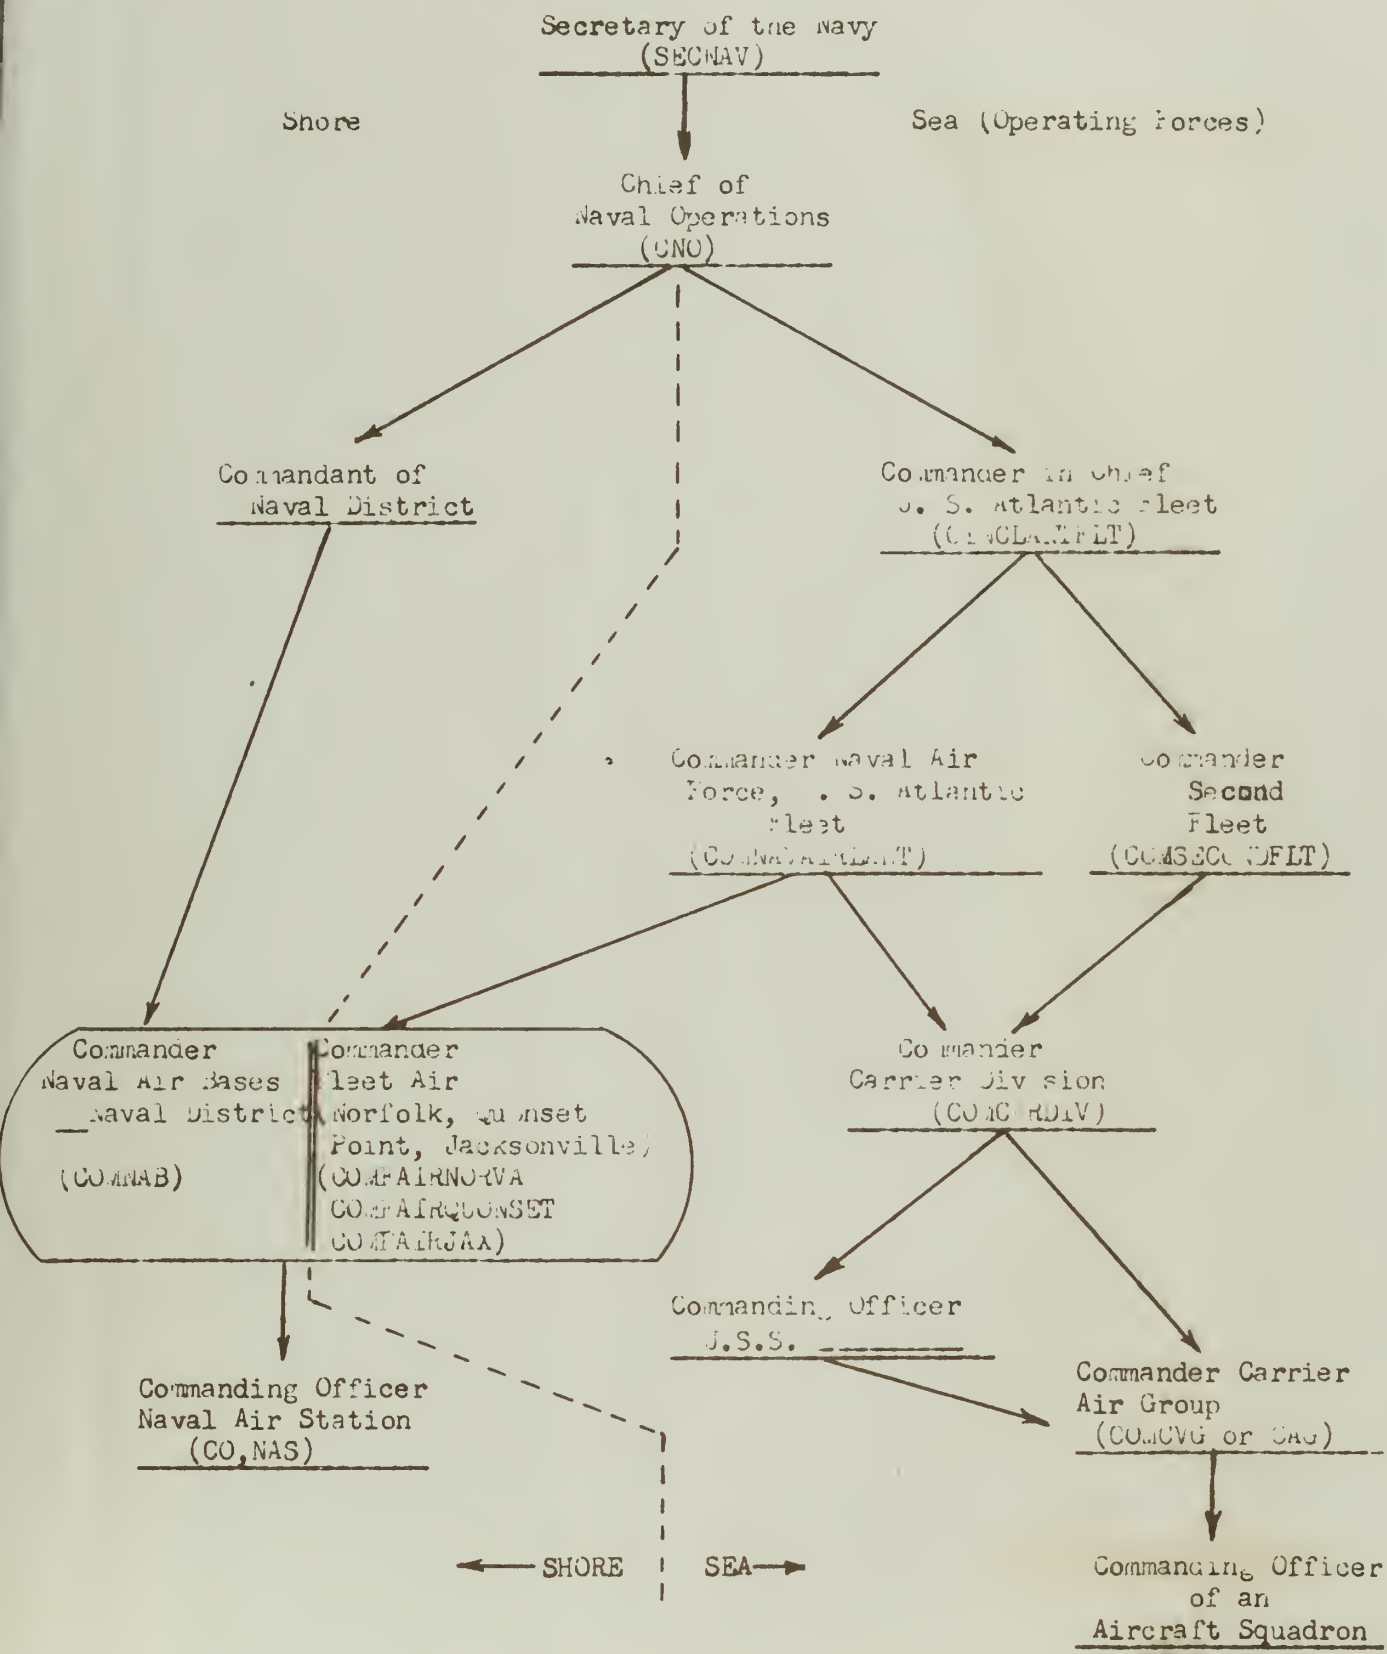 Secretary of the Navy
(SECNAV)
Shore
Sea (Operating Forces)
Chief of
Naval Operations
(CNO)
Commandant of
Naval District
Commander in Chief
U. S. Atlantic Fleet
(CINCLANTFLT)
Commander Naval Air
Force, . S. Atlantic
Fleet
(COMNAVAIRLANT)
Commander
Second
Fleet
(COMSECONDFLT)
Commander
Naval Air Bases
__Naval District
(COMNAB)
Commander
Fleet Air
(Norfolk, Quonset
Point, Jacksonville)
(COMFAIRNORVA
COMFAIRQUONSET
COMFAIRJAX)
Commander
Carrier Division
(COMCARDIV)
Commanding Officer
U.S.S. ________
Commander Carrier
Air Group
(COMCVG or CAG)
Commanding Officer
Naval Air Station
(CO,NAS)
SHORE
SEA
Commanding Officer
of an
Aircraft Squadron